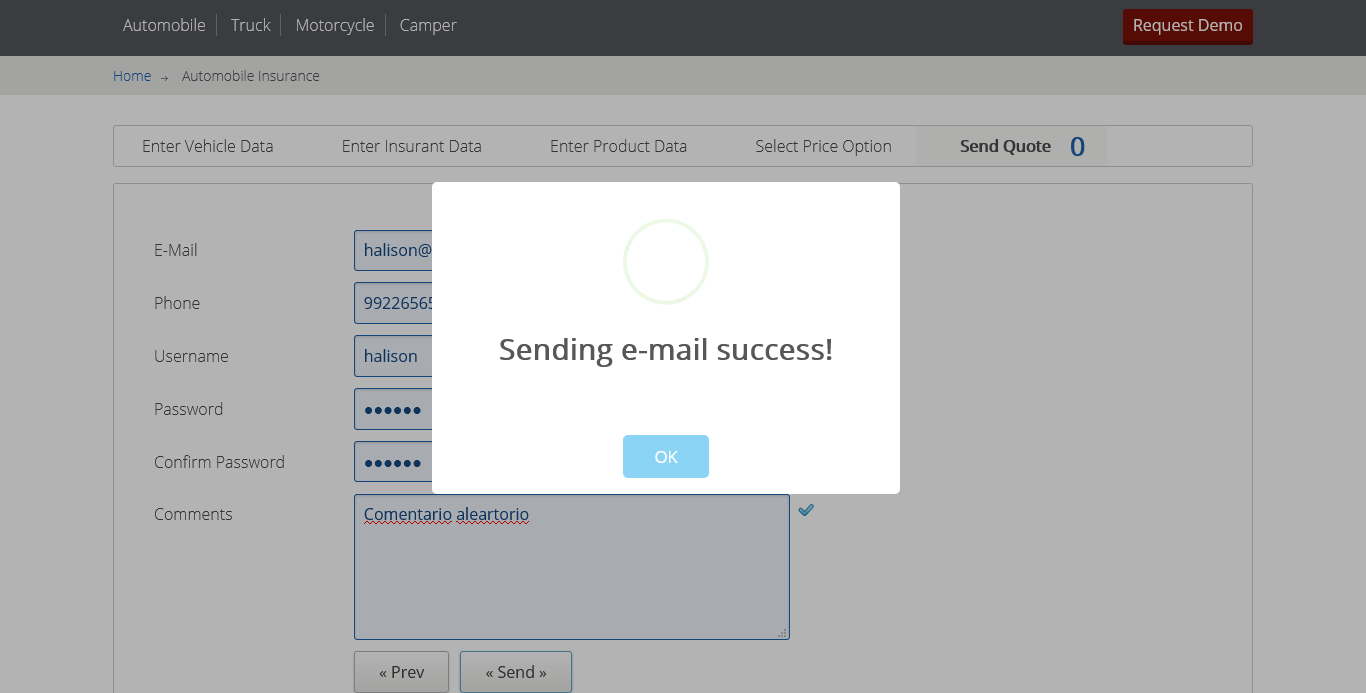 Automobile Truck Motorcycle Camper Request Demo
Home → Automobile Insurance
Enter Vehicle Data Enter Insurant Data Enter Product Data Select Price Option Send Quote 0
E-Mail halison@
Phone 99226565
Username halison
Password ●●●●●●
Confirm Password ●●●●●●
Sending e-mail success!
OK
Comments Comentario aleartorio
« Prev « Send »